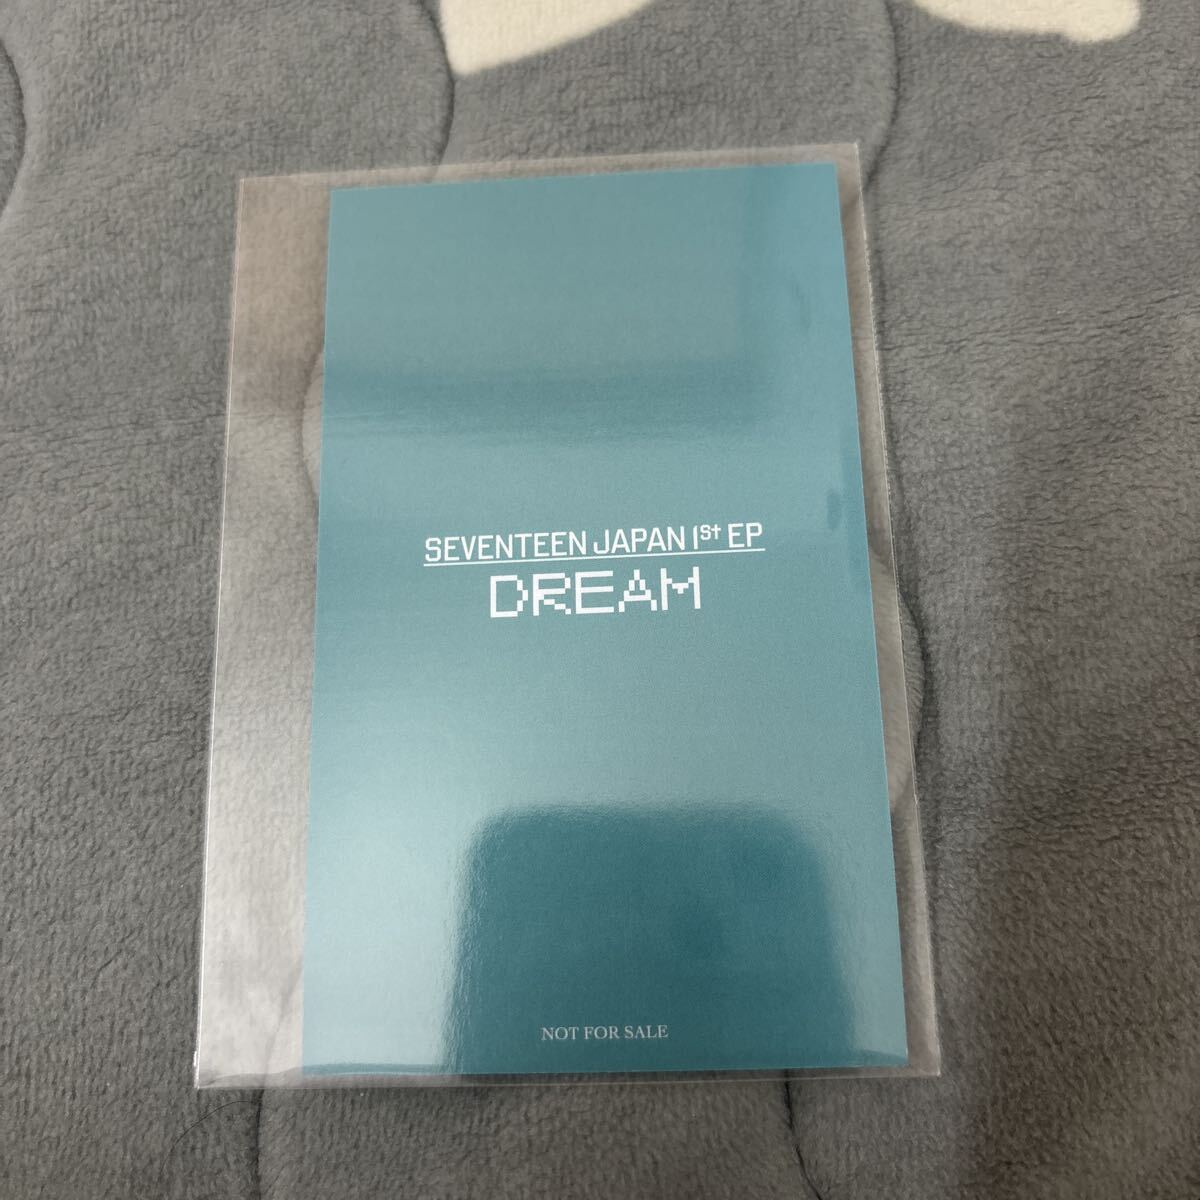 SEVENTEEN JAPAN 1St EP
DREAM
NOT FOR SALE